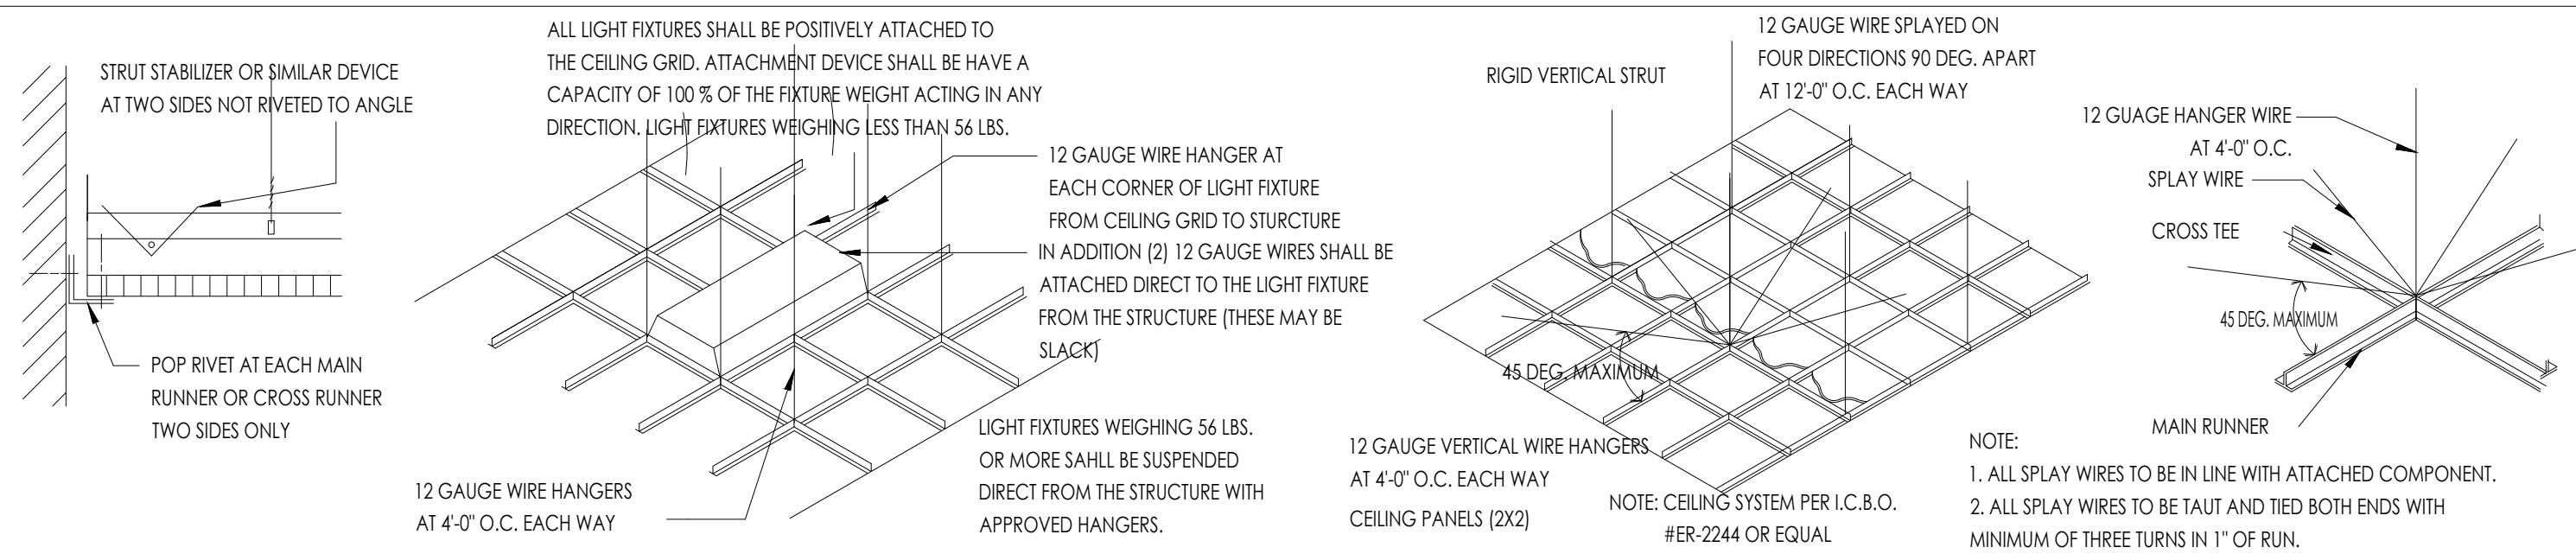 STRUT STABILIZER OR SIMILAR DEVICE
AT TWO SIDES NOT RIVETED TO ANGLE
POP RIVET AT EACH MAIN
RUNNER OR CROSS RUNNER
TWO SIDES ONLY
ALL LIGHT FIXTURES SHALL BE POSITIVELY ATTACHED TO
THE CEILING GRID. ATTACHMENT DEVICE SHALL BE HAVE A
CAPACITY OF 100 % OF THE FIXTURE WEIGHT ACTING IN ANY
DIRECTION. LIGHT FIXTURES WEIGHING LESS THAN 56 LBS.
12 GAUGE WIRE HANGER AT
EACH CORNER OF LIGHT FIXTURE
FROM CEILING GRID TO STURCTURE
IN ADDITION (2) 12 GAUGE WIRES SHALL BE
ATTACHED DIRECT TO THE LIGHT FIXTURE
FROM THE STRUCTURE (THESE MAY BE
SLACK)
LIGHT FIXTURES WEIGHING 56 LBS.
OR MORE SAHLL BE SUSPENDED
DIRECT FROM THE STRUCTURE WITH
APPROVED HANGERS.
12 GAUGE WIRE HANGERS
AT 4'-0" O.C. EACH WAY
RIGID VERTICAL STRUT
12 GAUGE WIRE SPLAYED ON
FOUR DIRECTIONS 90 DEG. APART
AT 12'-0" O.C. EACH WAY
45 DEG. MAXIMUM
12 GAUGE VERTICAL WIRE HANGERS
AT 4'-0" O.C. EACH WAY
CEILING PANELS (2X2)
NOTE: CEILING SYSTEM PER I.C.B.O.
#ER-2244 OR EQUAL
12 GUAGE HANGER WIRE
AT 4'-0" O.C.
SPLAY WIRE
CROSS TEE
45 DEG. MAXIMUM
MAIN RUNNER
NOTE:
1. ALL SPLAY WIRES TO BE IN LINE WITH ATTACHED COMPONENT.
2. ALL SPLAY WIRES TO BE TAUT AND TIED BOTH ENDS WITH
MINIMUM OF THREE TURNS IN 1" OF RUN.